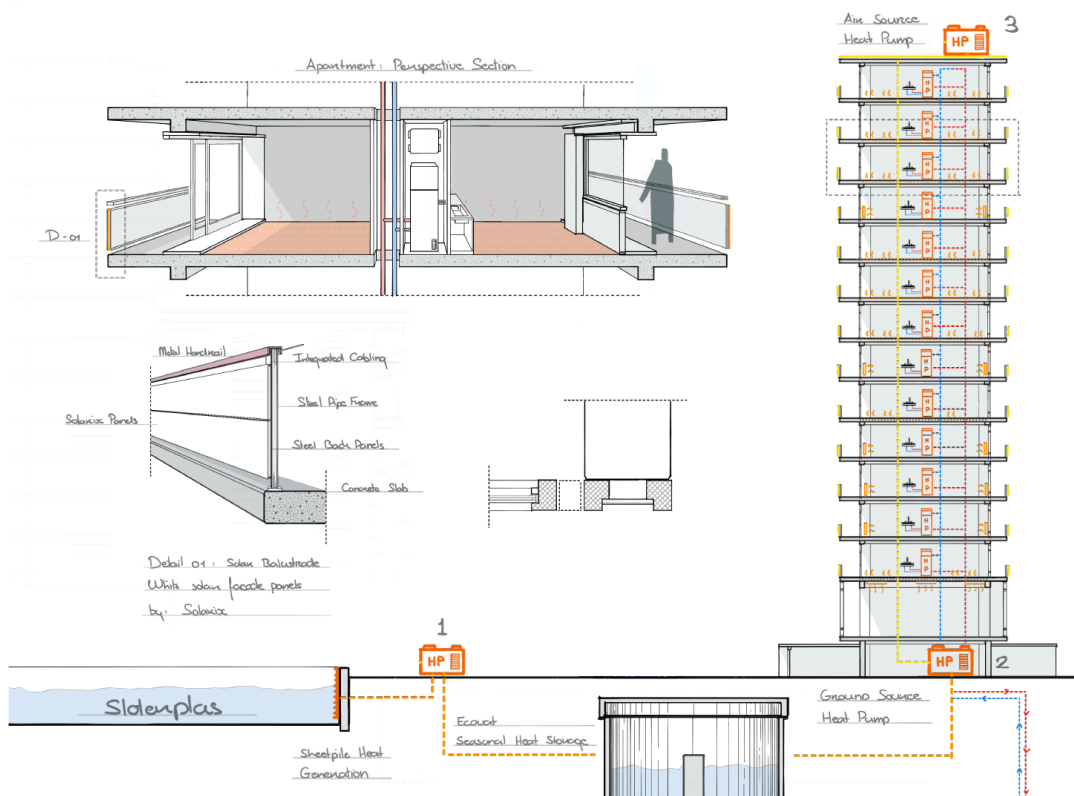 Apartment: Perspective Section
Air Source
Heat Pump
HP
3
H
P
H
P
H
P
H
P
H
P
H
P
H
P
H
P
H
P
H
P
H
P
H
P
H
P
D-01
Metal Handrail
Integrated Cabling
Steel Pipe Frame
Solarix Panels
Steel Back Panels
Concrete Slab
Detail 01: Solar Balustrade
White solar facade panels
by: Solarix
1
HP
HP
2
Sloterplas
Sheetpile Heat
Generation
Ecovat
Seasonal Heat Storage
Ground Source
Heat Pump